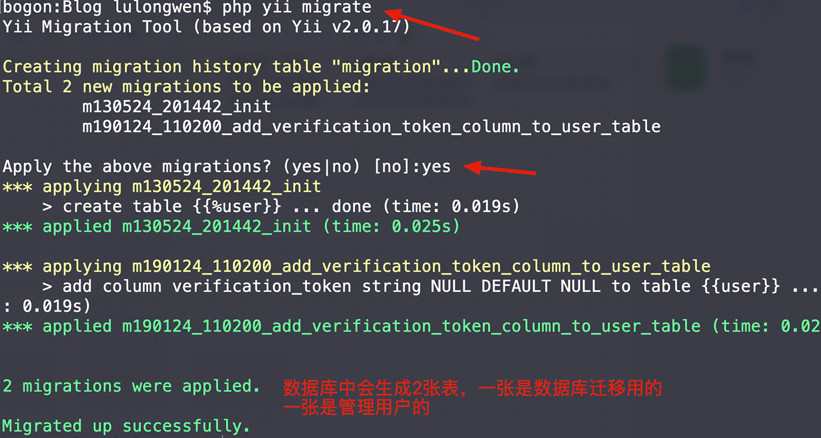 bogon:Blog lulongwen$ php yii migrate
Yii Migration Tool (based on Yii v2.0.17)
Creating migration history table "migration"...Done.
Total 2 new migrations to be applied:
m130524_201442_init
m190124_110200_add_verification_token_column_to_user_table
Apply the above migrations? (yes|no) [no]:yes
*** applying m130524_201442_init
> create table {{%user}} ... done (time: 0.019s)
*** applied m130524_201442_init (time: 0.025s)
*** applying m190124_110200_add_verification_token_column_to_user_table
> add column verification_token string NULL DEFAULT NULL to table {{user}} ...
: 0.019s)
*** applied m190124_110200_add_verification_token_column_to_user_table (time: 0.02
2 migrations were applied.
数据库中会生成2张表，一张是数据库迁移用的
一张是管理用户的
Migrated up successfully.